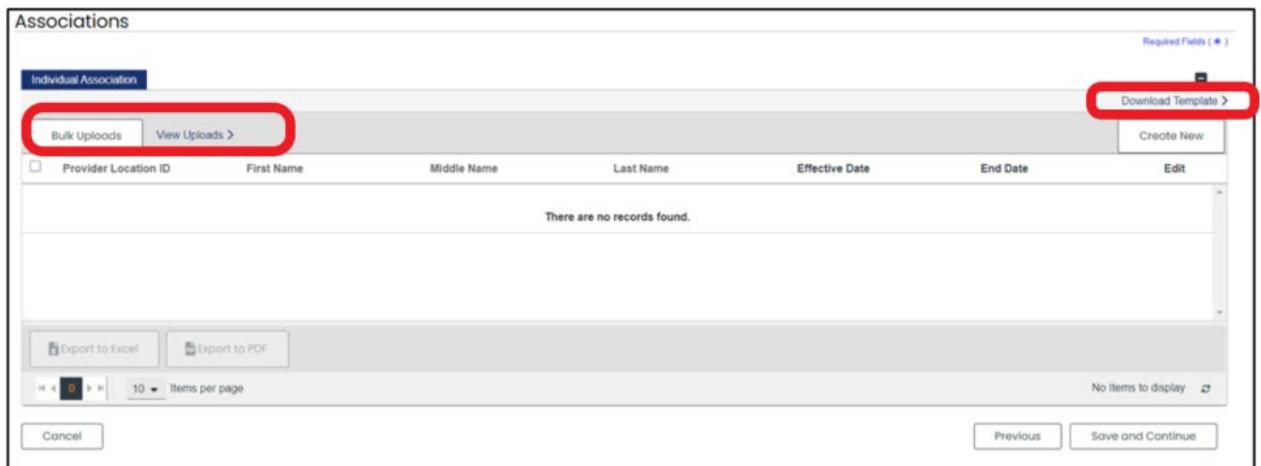 Associations
Required Fields ( * )
Individual Association
Download Template >
Bulk Uploads View Uploads > Create New
Provider Location ID First Name Middle Name Last Name Effective Date End Date Edit
There are no records found.
Export to Excel Export to PDF
0 10 Items per page No Items to display
Cancel Previous Save and Continue